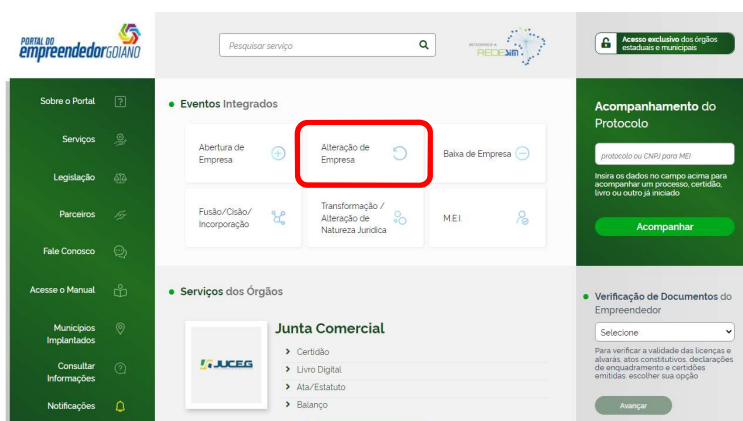 PORTAL DO
empreendedorGOIANO
Pesquisar serviço
INTEGRADO A
REDESIM
Acesso exclusivo dos órgãos
estaduais e municipais
Sobre o Portal
Serviços
Legislação
Parceiros
Fale Conosco
Acesse o Manual
Municípios
Implantados
Consultar
Informações
Notificações
Eventos Integrados
Abertura de
Empresa
Alteração de
Empresa
Baixa de Empresa
Fusão/Cisão/
Incorporação
Transformação /
Alteração de
Natureza Jurídica
M.E.I.
Serviços dos Órgãos
JUCEG
Junta Comercial
Certidão
Livro Digital
Ata/Estatuto
Balanço
Acompanhamento do
Protocolo
protocolo ou CNPJ para MEI
Insira os dados no campo acima para
acompanhar um processo, certidão,
livro ou outro já iniciado
Acompanhar
Verificação de Documentos do
Empreendedor
Selecione
Para verificar a validade das licenças e
alvarás, atos constitutivos, declarações
de enquadramento e certidões
emitidas, escolher sua opção
Avançar